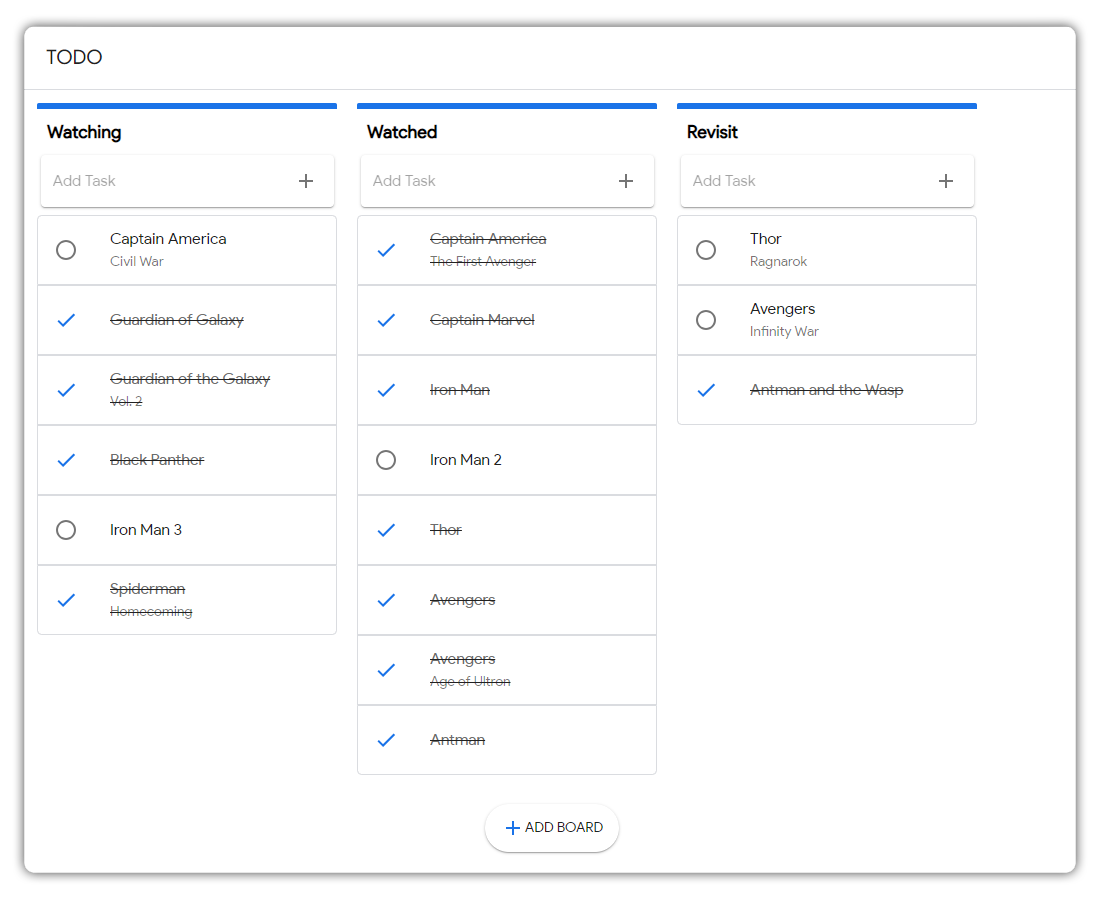 TODO
Watching
Add Task
Captain America
Civil War
Guardian of Galaxy
Guardian of the Galaxy
Vol. 2
Black Panther
Iron Man 3
Spiderman
Homecoming
Watched
Add Task
Captain America
The First Avenger
Captain Marvel
Iron Man
Iron Man 2
Thor
Avengers
Avengers
Age of Ultron
Antman
Revisit
Add Task
Thor
Ragnarok
Avengers
Infinity War
Antman and the Wasp
ADD BOARD